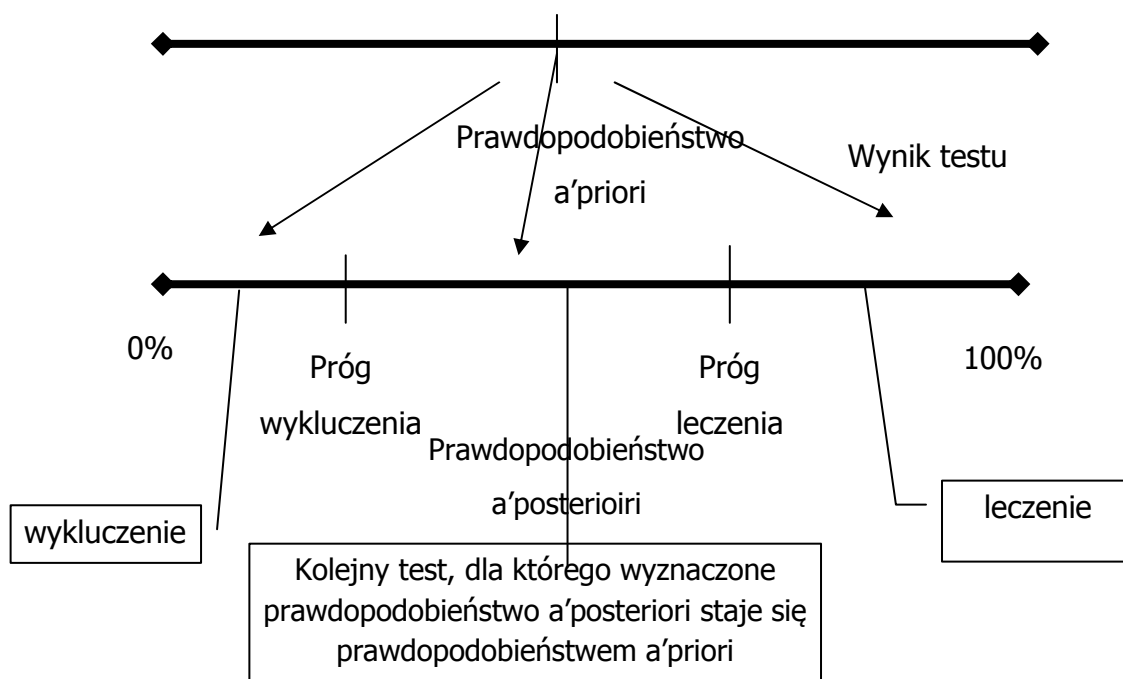 Prawdopodobieństwo
a’priori
Wynik testu
0%
Próg
wykluczenia
Próg
leczenia
100%
Prawdopodobieństwo
a’posterioiri
wykluczenie
leczenie
Kolejny test, dla którego wyznaczone
prawdopodobieństwo a’posteriori staje się
prawdopodobieństwem a’priori